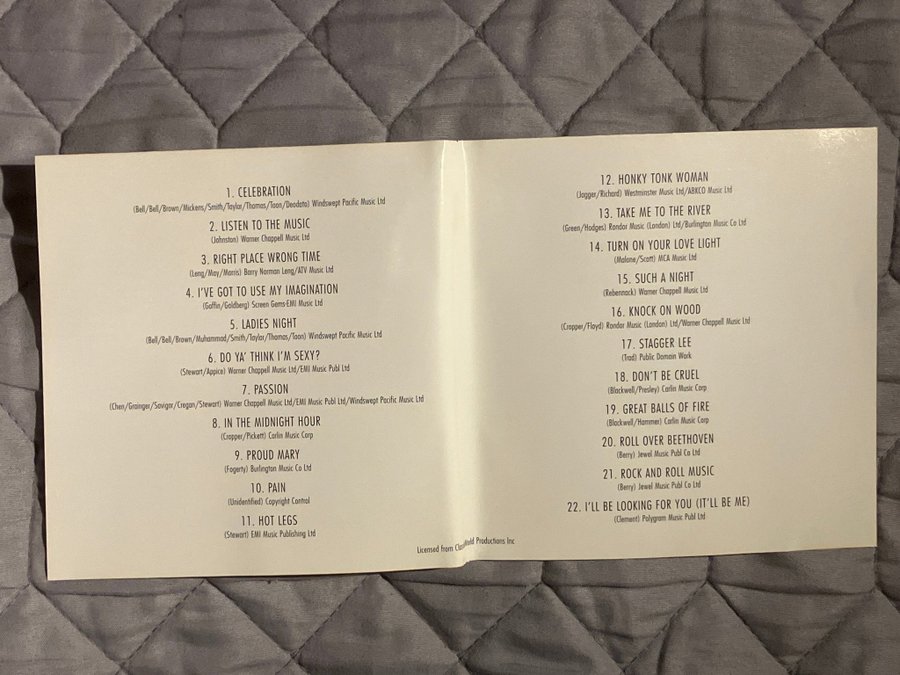 1. CELEBRATION
(Bell/Bell/Brown/Mickens/Smith/Taylor/Thomas/Toon/Deodato) Windswept Pacific Music Ltd
2. LISTEN TO THE MUSIC
(Johnston) Warner Chappell Music Ltd
3. RIGHT PLACE WRONG TIME
(Leng/May/Morris) Barry Norman Leng/ATV Music Ltd
4. I'VE GOT TO USE MY IMAGINATION
(Goffin/Goldberg) Screen Gems-EMI Music Ltd
5. LADIES NIGHT
(Bell/Bell/Brown/Muhammad/Smith/Taylor/Thomas/Toon) Windswept Pacific Music Ltd
6. DO YA' THINK I'M SEXY?
(Stewart/Appice) Warner Chappell Music Ltd/EMI Music Publ Ltd
7. PASSION
(Chen/Grainger/Savigar/Cregan/Stewart) Warner Chappell Music Ltd/EMI Music Publ Ltd/Windswept Pacific Music Ltd
8. IN THE MIDNIGHT HOUR
(Cropper/Pickett) Carlin Music Corp
9. PROUD MARY
(Fogarty) Burlington Music Co Ltd
10. PAIN
(Unidentified) Copyright Control
11. HOT LEGS
(Stewart) EMI Music Publishing Ltd
12. HONKY TONK WOMAN
(Jagger/Richard) Westminster Music Ltd/ABKCO Music Ltd
13. TAKE ME TO THE RIVER
(Green/Hodges) Rondor Music (London) Ltd/Burlington Music Co Ltd
14. TURN ON YOUR LOVE LIGHT
(Malone/Scott) MCA Music Ltd
15. SUCH A NIGHT
(Rebennack) Warner Chappell Music Ltd
16. KNOCK ON WOOD
(Cropper/Floyd) Rondor Music (London) Ltd/Warner Chappell Music Ltd
17. STAGGER LEE
(Trad) Public Domain Work
18. DON'T BE CRUEL
(Blackwell/Presley) Carlin Music Corp
19. GREAT BALLS OF FIRE
(Blackwell/Hammer) Carlin Music Corp
20. ROLL OVER BEETHOVEN
(Berry) Jewel Music Publ Co Ltd
21. ROCK AND ROLL MUSIC
(Berry) Jewel Music Publ Co Ltd
22. I'LL BE LOOKING FOR YOU (IT'LL BE ME)
(Clement) Polygram Music Publ Ltd
Licensed from Productions Inc